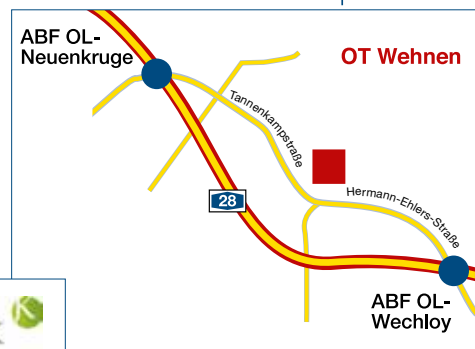 ABF OL-
Neuenkruge
OT Wehnen
Tannenkampstraße
Hermann-Ehlers-Straße
28
ABF OL-
Wechloy